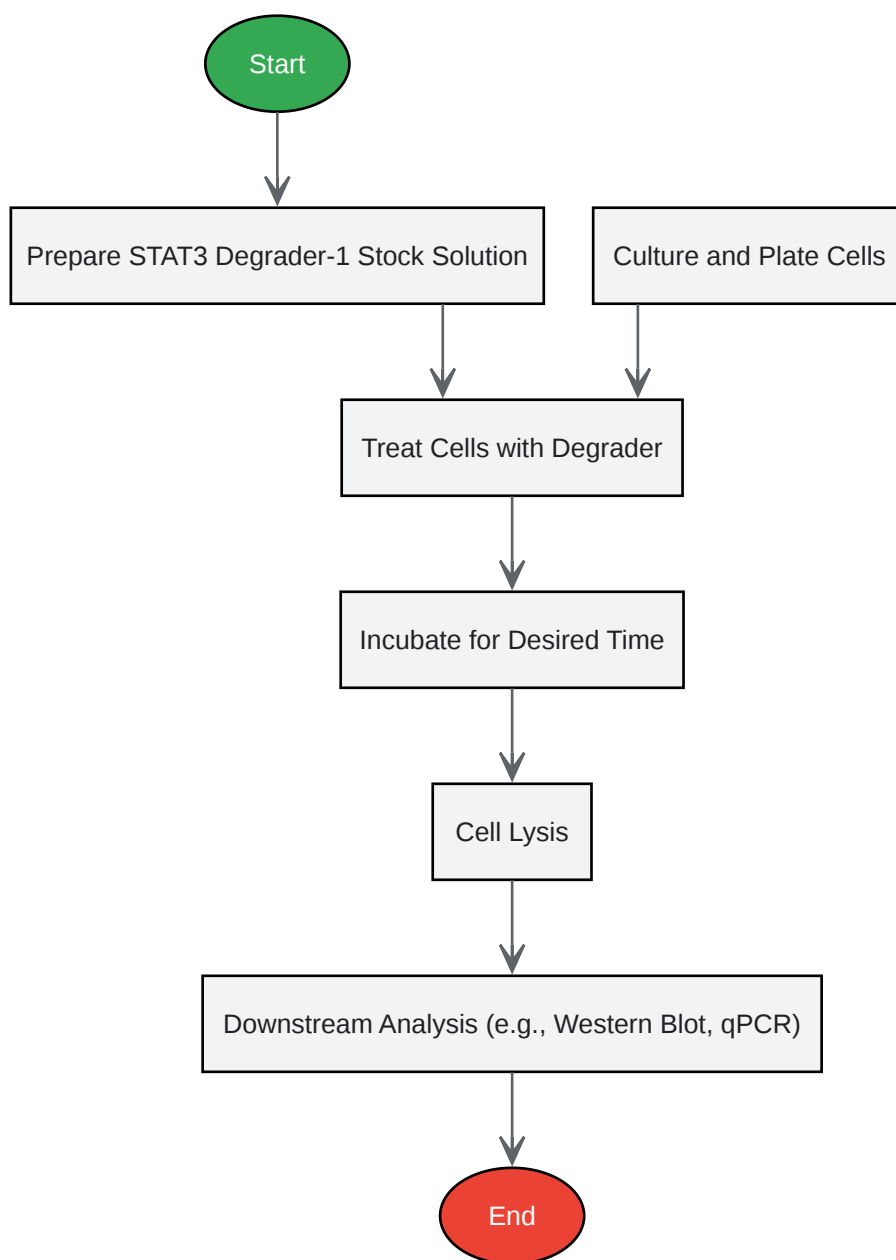 Start
Prepare STAT3 Degrader-1 Stock Solution
Culture and Plate Cells
Treat Cells with Degrader
Incubate for Desired Time
Cell Lysis
Downstream Analysis (e.g., Western Blot, qPCR)
End